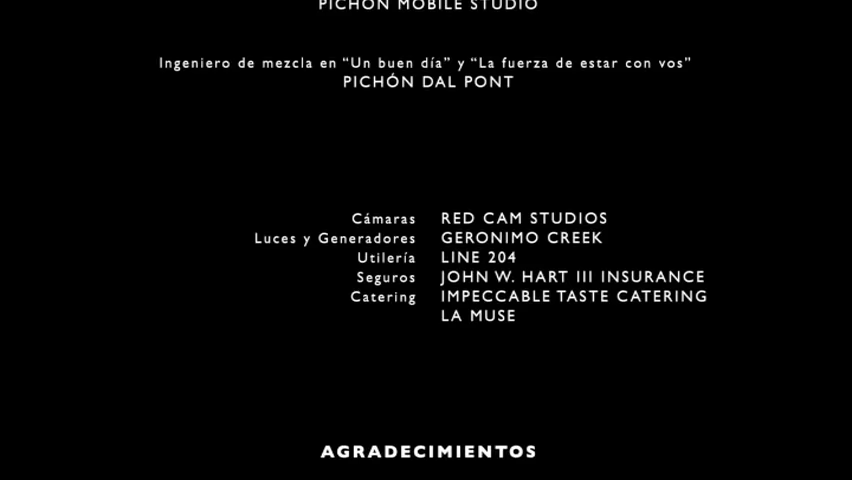 PICHÓN MOBILE STUDIO
Ingeniero de mezcla en “Un buen día” y “La fuerza de estar con vos”
PICHÓN DAL PONT
Cámaras RED CAM STUDIOS
Luces y Generadores GERONIMO CREEK
Utilería LINE 204
Seguros JOHN W. HART III INSURANCE
Catering IMPECCABLE TASTE CATERING
LA MUSE
AGRADECIMIENTOS